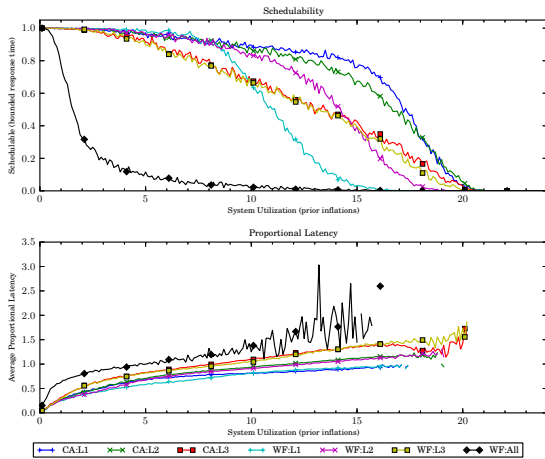 Schedulability
Schedulable (bounded response time)
1.0
0.8
0.6
0.4
0.2
0.0
0 5 10 15 20
System Utilization (prior inflations)
Proportional Latency
Average Proportional Latency
3.5
3.0
2.5
2.0
1.5
1.0
0.5
0.0
0 5 10 15 20
System Utilization (prior inflations)
CA:L1 CA:L2 CA:L3 WF:L1 WF:L2 WF:L3 WF:All